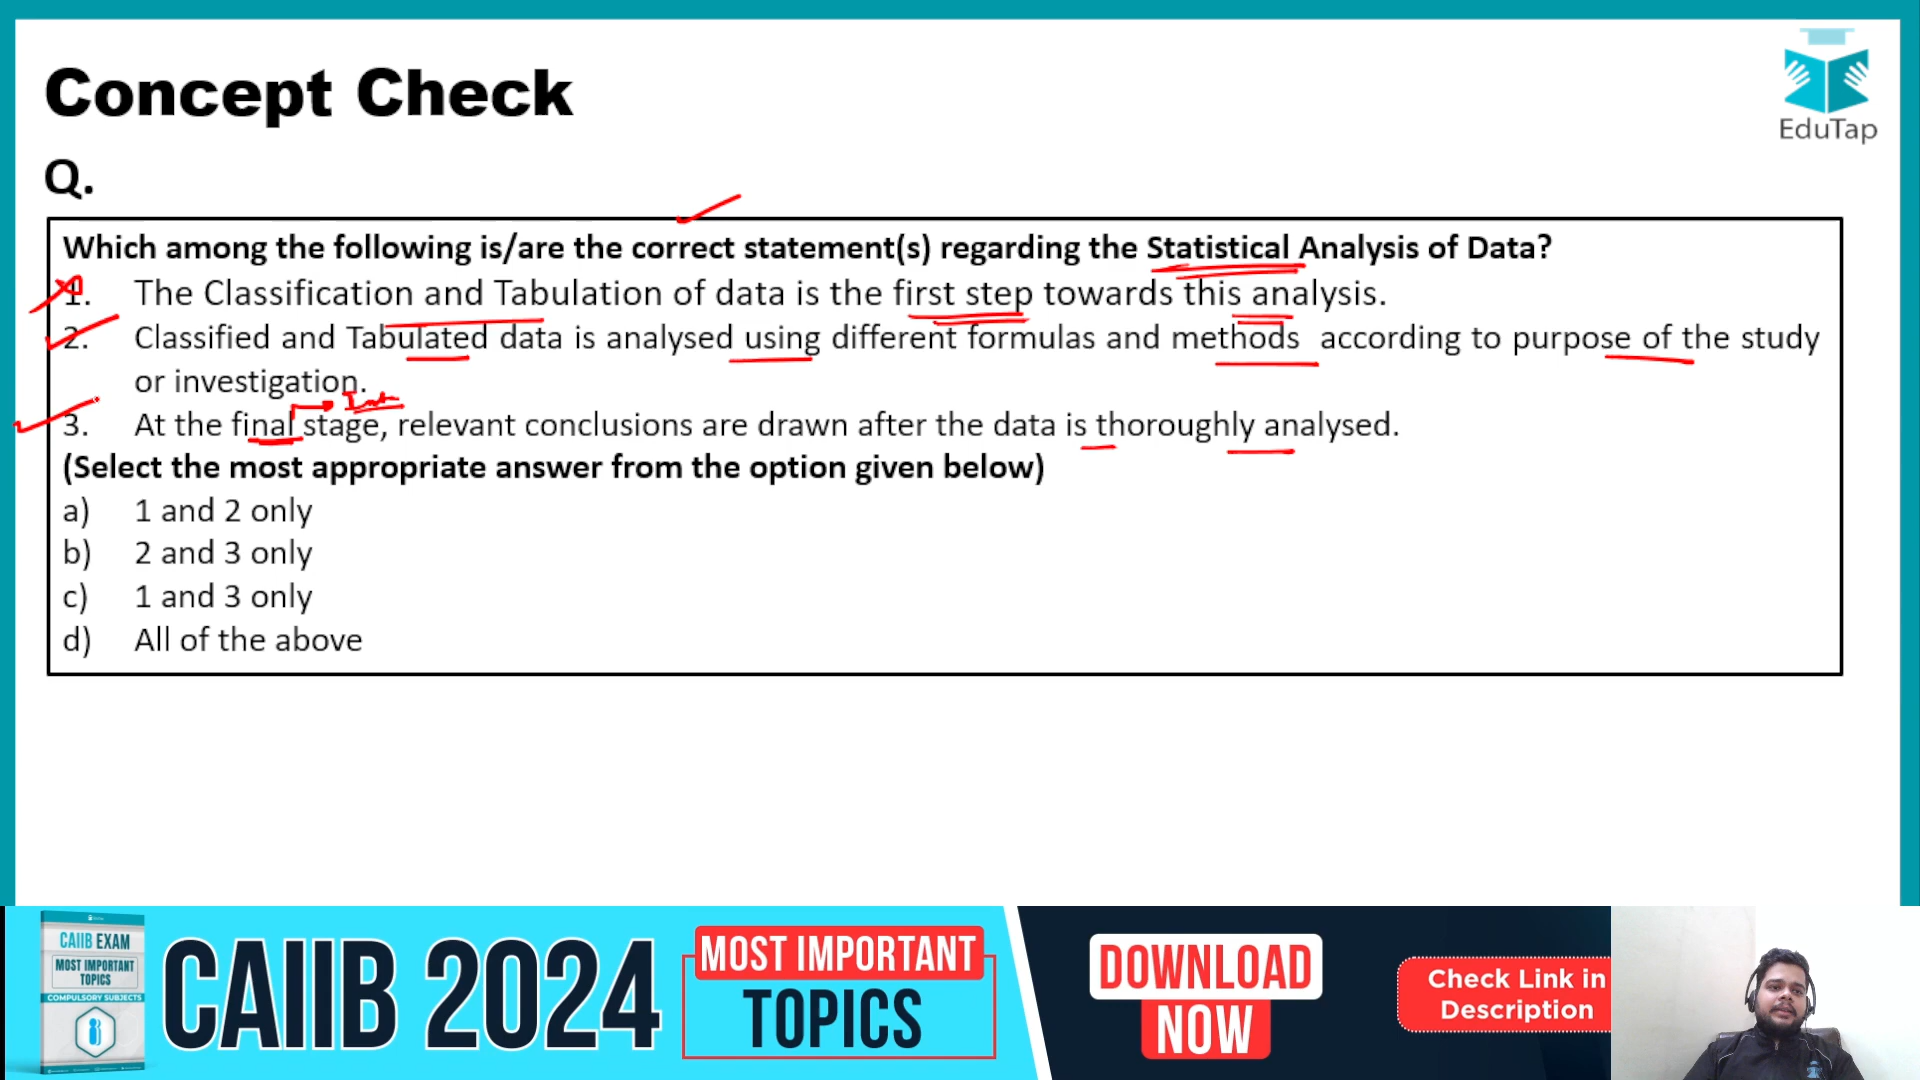 Concept Check
EduTap
Q.
Which among the following is/are the correct statement(s) regarding the Statistical Analysis of Data?
1. The Classification and Tabulation of data is the first step towards this analysis.
2. Classified and Tabulated data is analysed using different formulas and methods according to purpose of the study
or investigation.
3. At the final stage, relevant conclusions are drawn after the data is thoroughly analysed.
(Select the most appropriate answer from the option given below)
a) 1 and 2 only
b) 2 and 3 only
c) 1 and 3 only
d) All of the above
CAIIB EXAM
MOST IMPORTANT
TOPICS
COMPULSORY SUBJECTS
CAIIB 2024
MOST IMPORTANT
TOPICS
DOWNLOAD
NOW
Check Link in
Description